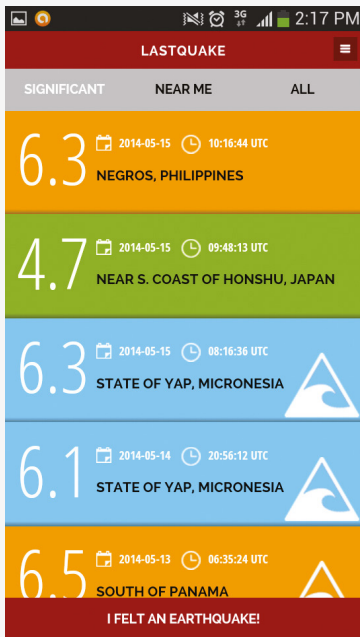 3G 2:17 PM
LASTQUAKE
SIGNIFICANT NEAR ME ALL
6.3 2014-05-15 10:16:44 UTC
NEGROS, PHILIPPINES
4.7 2014-05-15 09:48:13 UTC
NEAR S. COAST OF HONSHU, JAPAN
6.3 2014-05-15 08:16:36 UTC
STATE OF YAP, MICRONESIA
6.1 2014-05-14 20:56:12 UTC
STATE OF YAP, MICRONESIA
6.5 2014-05-13 06:35:24 UTC
SOUTH OF PANAMA
I FELT AN EARTHQUAKE!